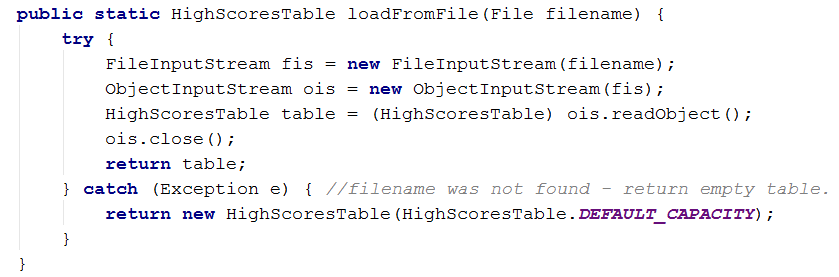 public static HighScoresTable loadFromFile(File filename) {
    try {
        FileInputStream fis = new FileInputStream(filename);
        ObjectInputStream ois = new ObjectInputStream(fis);
        HighScoresTable table = (HighScoresTable) ois.readObject();
        ois.close();
        return table;
    } catch (Exception e) { //filename was not found - return empty table.
        return new HighScoresTable(HighScoresTable.DEFAULT_CAPACITY);
    }
}